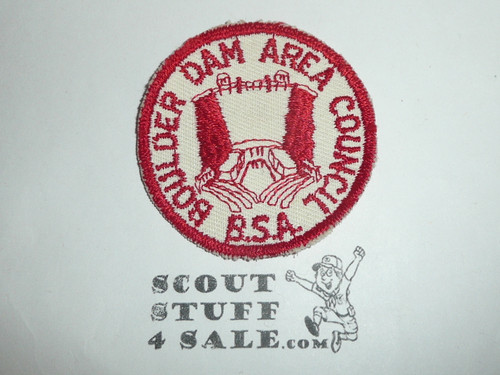 BOULDER DAM AREA COUNCIL
B.S.A.
SCOUT
STUFF
4 SALE.COM